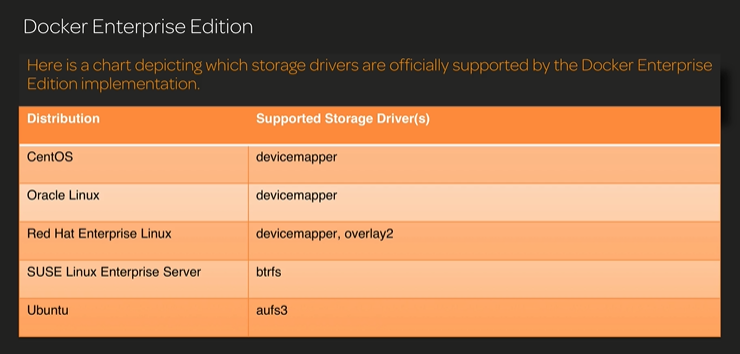 Docker Enterprise Edition
Here is a chart depicting which storage drivers are officially supported by the Docker Enterprise
Edition implementation.
Distribution Supported Storage Driver(s)
CentOS devicemapper
Oracle Linux devicemapper
Red Hat Enterprise Linux devicemapper, overlay2
SUSE Linux Enterprise Server btrfs
Ubuntu aufs3